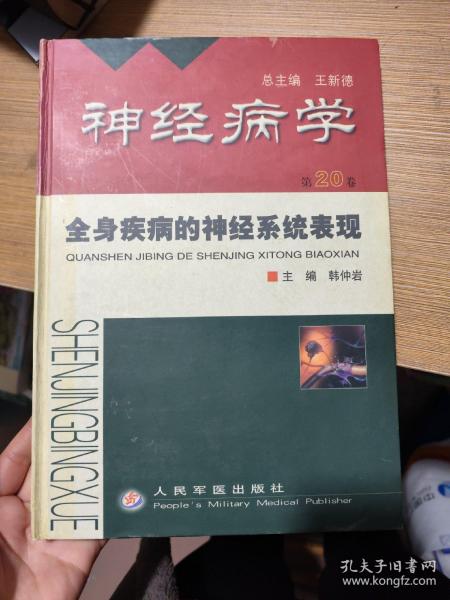 总主编 王新德
神经病学
第20卷
全身疾病的神经系统表现
QUANSHEN JIBING DE SHENJING XITONG BIAOXIAN
主 编 韩仲岩
SHENJINGBINGXUE
人民军医出版社
People's Military Medical Publisher
孔夫子旧书网
www.kongfz.com